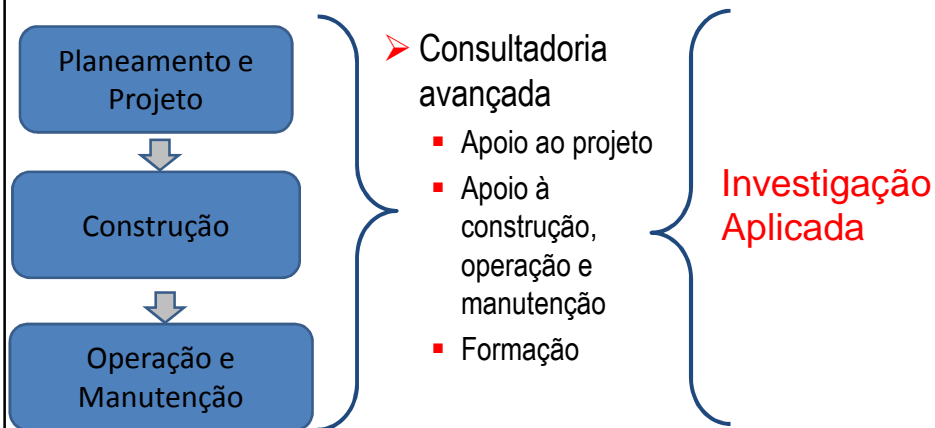 Planeamento e
Projeto
Construção
Operação e
Manutenção
➢ Consultadoria
avançada
▪ Apoio ao projeto
▪ Apoio à
construção,
operação e
manutenção
▪ Formação
Investigação
Aplicada